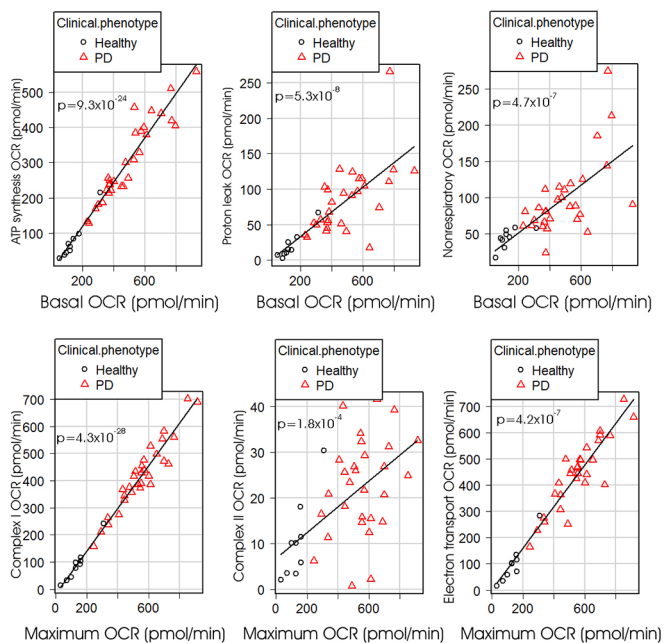 Clinical.phenotype
Healthy
PD
p=9.3x10-24
ATP synthesis OCR (pmol/min)
500
400
300
200
100
200 600
Basal OCR (pmol/min)
Clinical.phenotype
Healthy
PD
p=5.3x10-8
Proton leak OCR (pmol/min)
250
200
150
100
50
0
200 600
Basal OCR (pmol/min)
Clinical.phenotype
Healthy
PD
p=4.7x10-7
Nonrespiratory OCR (pmol/min)
250
200
150
100
50
200 600
Basal OCR (pmol/min)
Clinical.phenotype
Healthy
PD
p=4.3x10-28
Complex I OCR (pmol/min)
700
600
500
400
300
200
100
0
0 200 600
Maximum OCR (pmol/min)
Clinical.phenotype
Healthy
PD
p=1.8x10-4
Complex II OCR (pmol/min)
40
30
20
10
0
0 200 600
Maximum OCR (pmol/min)
Clinical.phenotype
Healthy
PD
p=4.2x10-7
Electron transport OCR (pmol/min)
700
600
500
400
300
200
100
0
0 200 600
Maximum OCR (pmol/min)